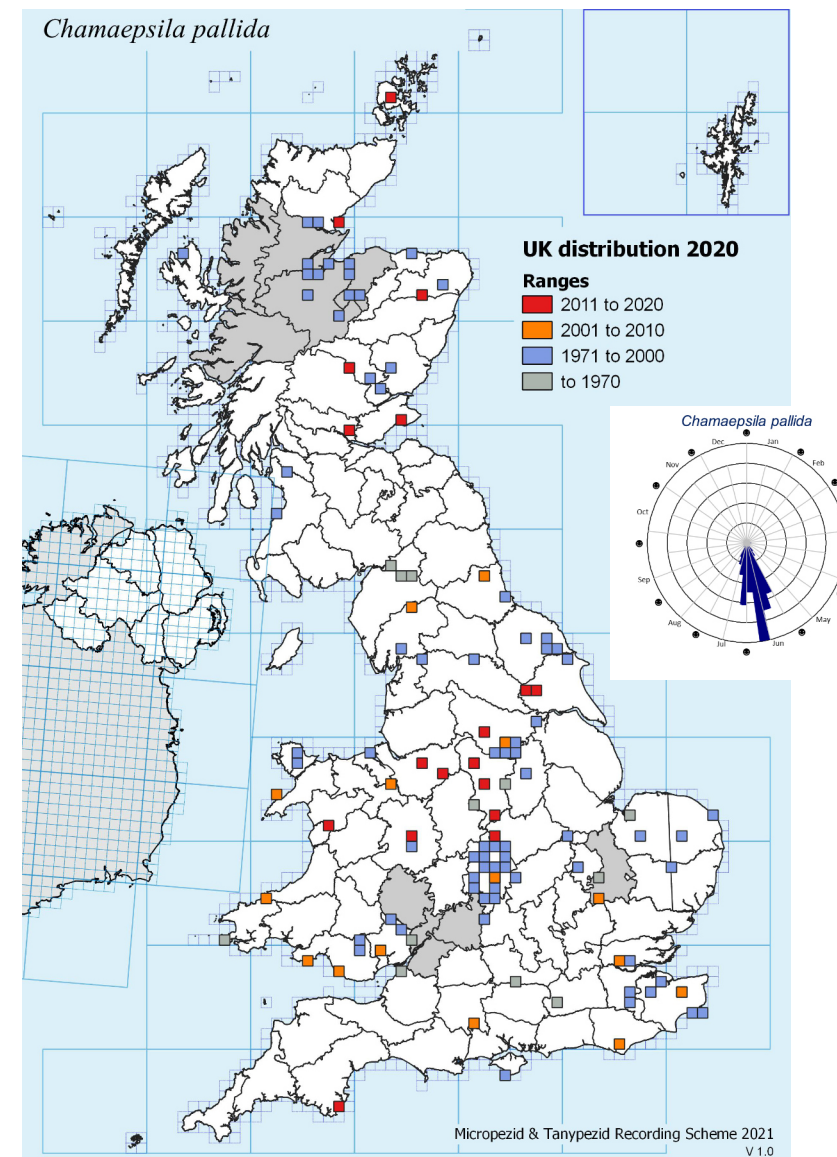 Chamaepsila pallida
UK distribution 2020
Ranges
2011 to 2020
2001 to 2010
1971 to 2000
to 1970
Chamaepsila pallida
Dec
Jan
Nov
Feb
Oct
Sep
Aug
May
Jul
Jun
Micropezid & Tanypezid Recording Scheme 2021
V 1.0